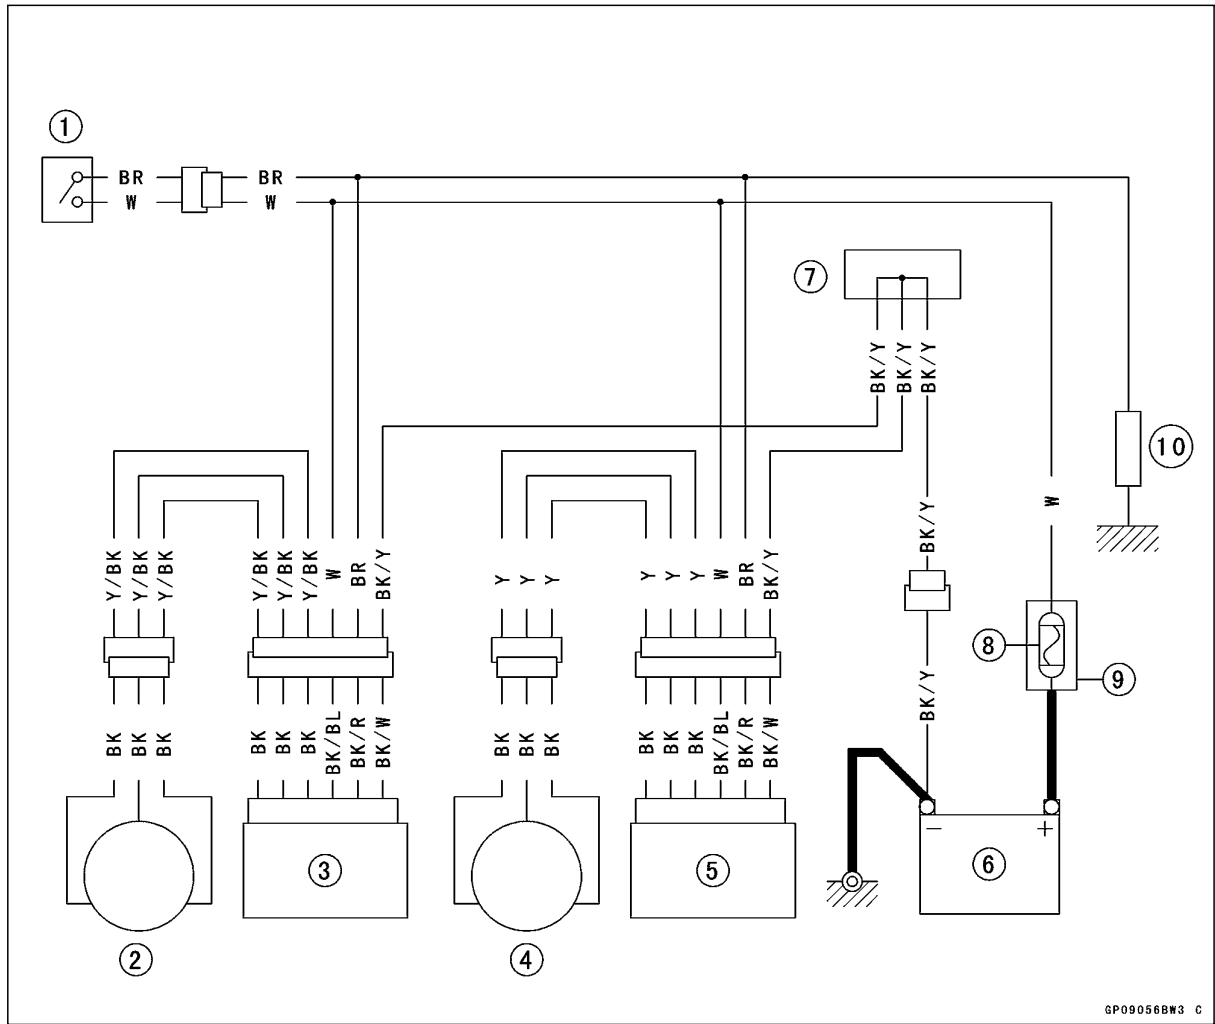 1
BR BR
W W
7
BK/Y BK/Y BK/Y
10
W
BK/Y
Y/BK Y/BK Y/BK Y/BK Y/BK Y/BK W BR BK/Y Y Y Y Y Y Y W BR BK/Y
8
9
BK/Y
BK BK BK BK BK BK BK/BL BK/R BK/W BK BK BK BK BK BK BK/BL BK/R BK/W
− +
3 5 6
2 4
GP09056BW3 C